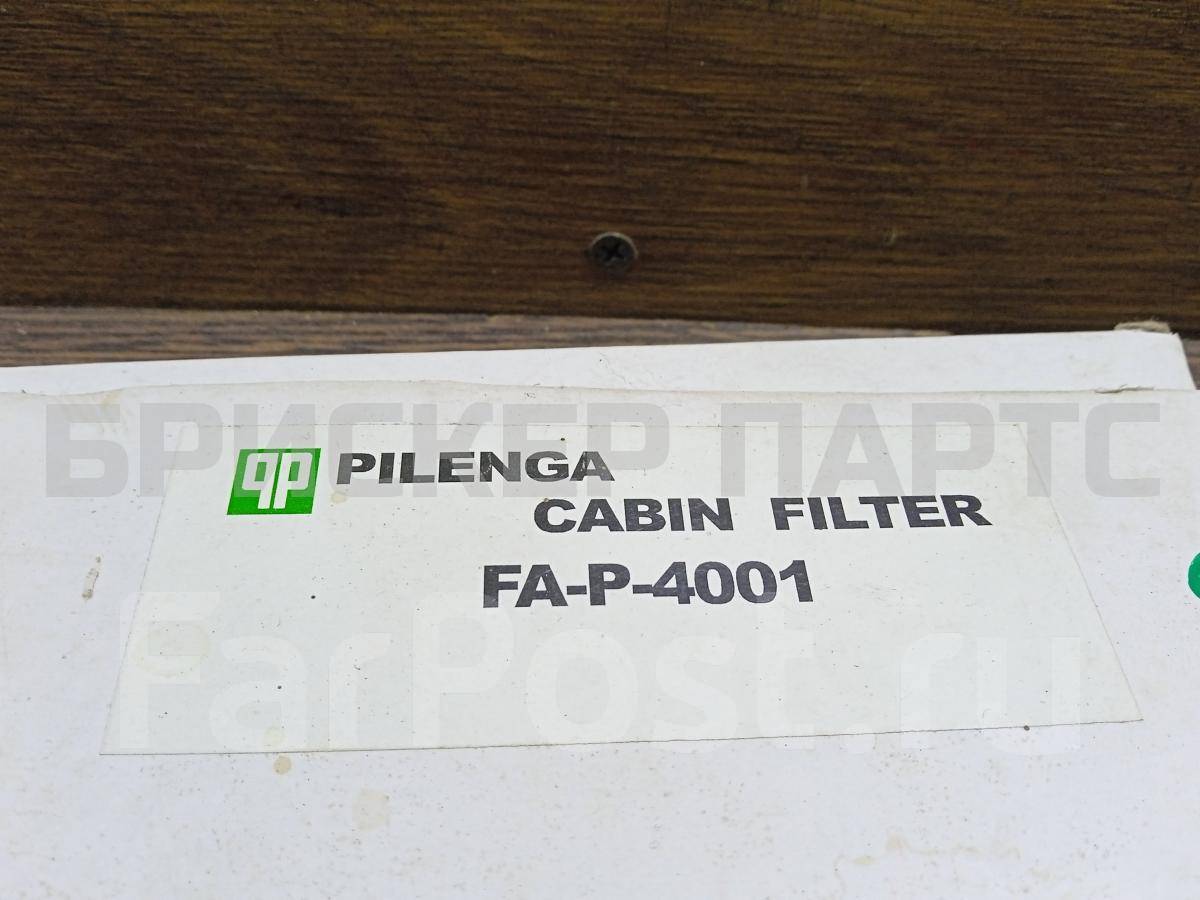 БРИСКЕР ПАРТС
qp PILENGA
CABIN FILTER
FA-P-4001
FarPost.ru